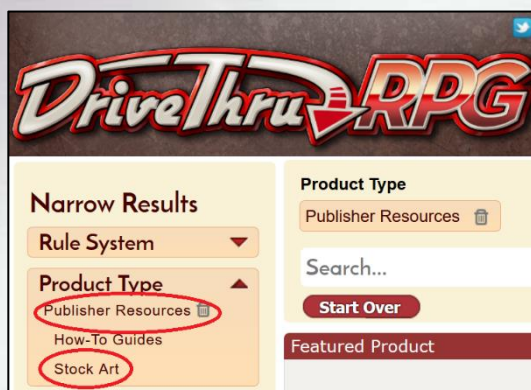 DriveThru RPG
Narrow Results
Rule System
Product Type
Publisher Resources
How-To Guides
Stock Art
Product Type
Publisher Resources
Search...
Start Over
Featured Product